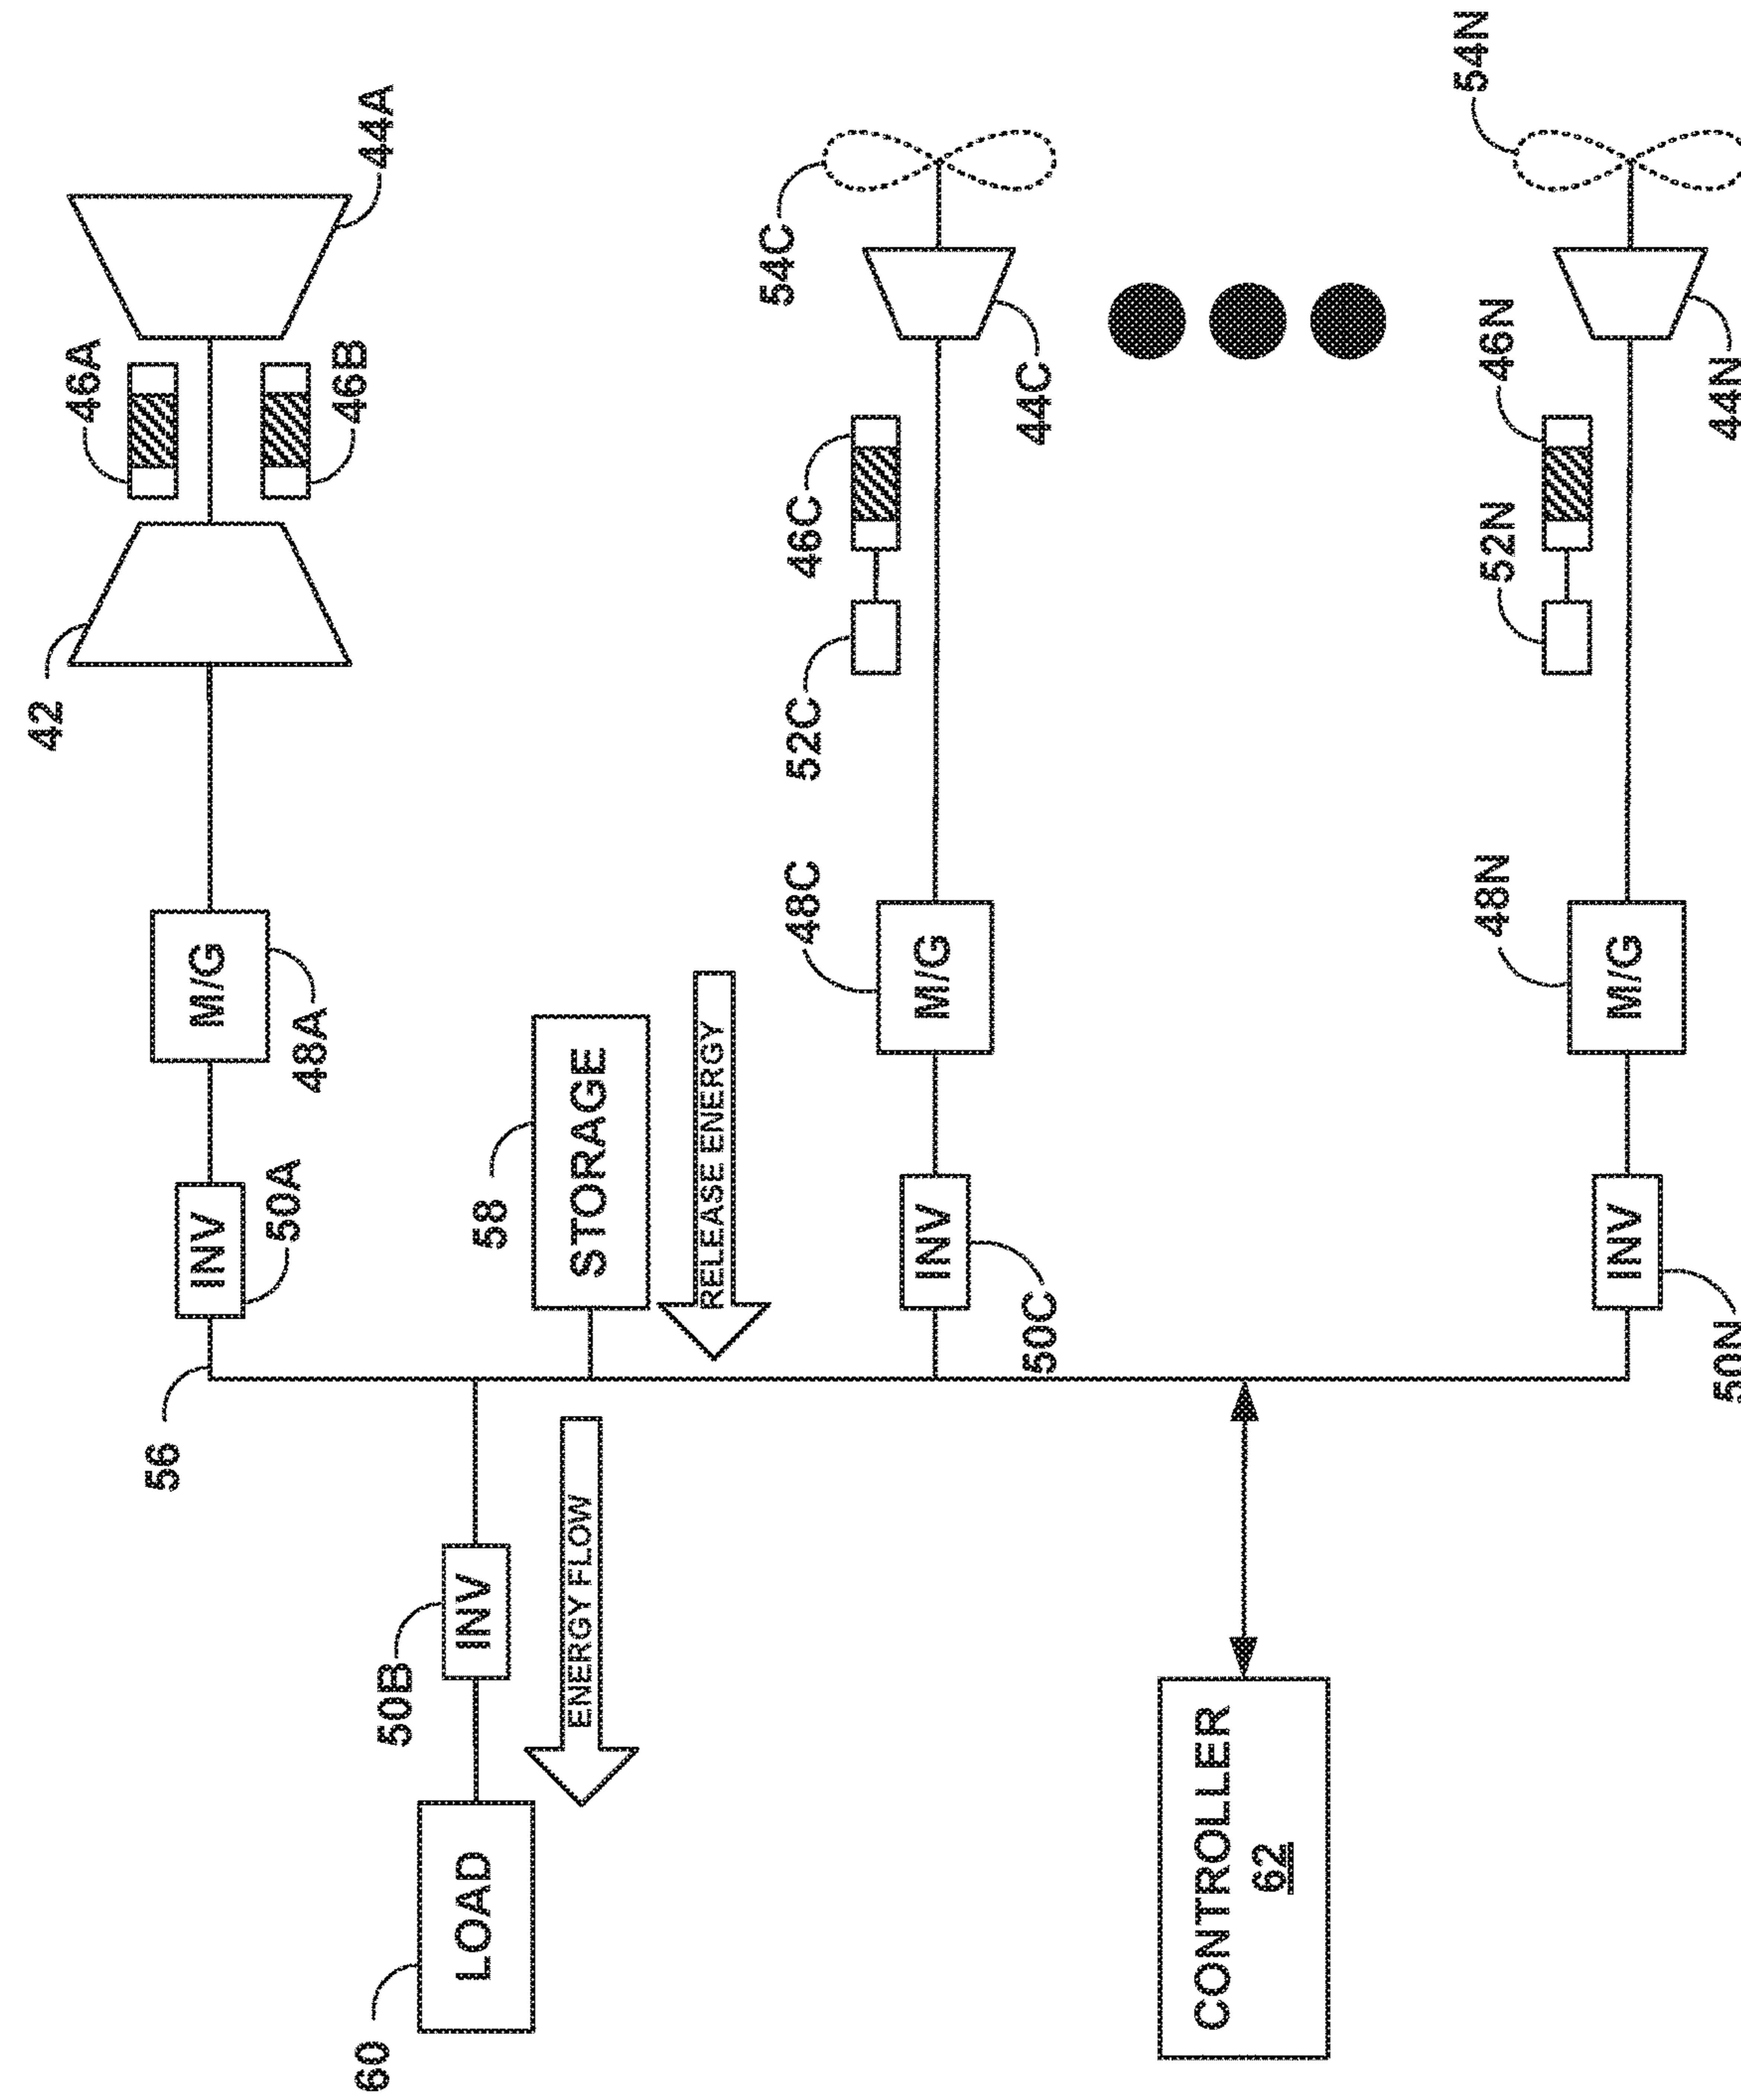 42
46A
56
INV
M/G
50A
48A
46B
60
44A
50B
LOAD
INV
58
ENERGY FLOW
STORAGE
RELEASE ENERGY
54C
48C
52C
46C
INV
M/G
50C
44C
CONTROLLER
62
54N
48N
52N
46N
INV
M/G
50N
44N